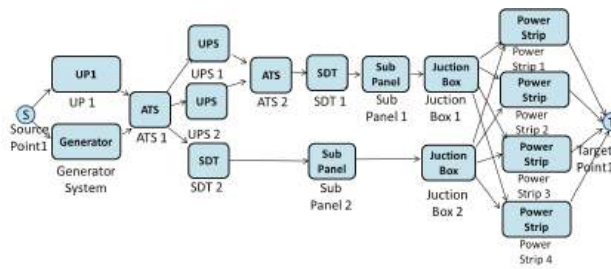 S
Source
Point1
UP1
UP 1
Generator
Generator
System
ATS
ATS 1
UPS
UPS 1
UPS
UPS 2
SDT
SDT 2
ATS
ATS 2
SDT
SDT 1
Sub
Panel
Sub
Panel 1
Sub
Panel
Sub
Panel 2
Juction
Box
Juction
Box 1
Juction
Box
Juction
Box 2
Power
Strip
Power
Strip 1
Power
Strip
Power
Strip 2
Power
Strip
Power
Strip 3
Power
Strip
Power
Strip 4
T
Target
Point1